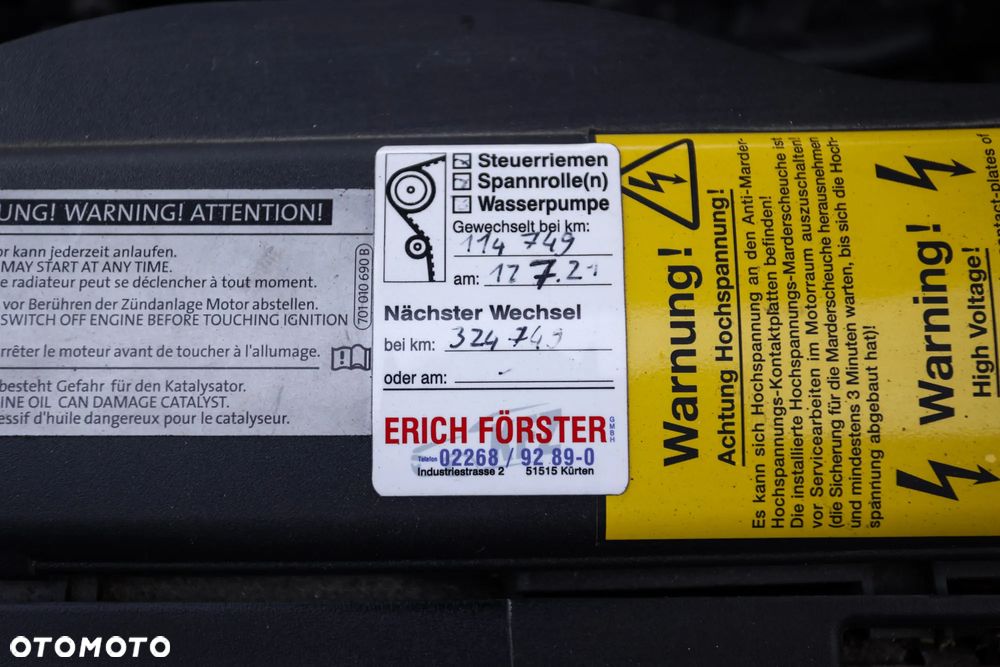 UNG! WARNING! ATTENTION!
or kann jederzeit anlaufen.
MAY START AT ANY TIME.
e radiateur peut se déclencher à tout moment.
vor Berühren der Zündanlage Motor abstellen.
SWITCH OFF ENGINE BEFORE TOUCHING IGNITION
rrêter le moteur avant de toucher à l'allumage.
besteht Gefahr für den Katalysator.
INE OIL CAN DAMAGE CATALYST.
essif d'huile dangereux pour le catalyseur.
701 010 690 B
Steuerriemen
Spannrolle(n)
Wasserpumpe
Gewechselt bei km:
114 749
am: 17.7.21
Nächster Wechsel
bei km: 324 749
oder am:
ERICH FÖRSTER GMBH
Telefon 02268 / 92 89-0
Industriestrasse 2 51515 Kürten
Warnung!
Achtung Hochspannung!
Es kann sich Hochspannung an den Anti-Marder-
Hochspannungs-Kontaktplatten befinden!
Die installierte Hochspannungs-Marderscheuche ist
vor Servicearbeiten im Motorraum auszuschalten!
(die Sicherung für die Marderscheuche herausnehmen
und mindestens 3 Minuten warten, bis sich die Hoch-
spannung abgebaut hat)!
Warning!
High Voltage!
contact-plates of
OTOMOTO